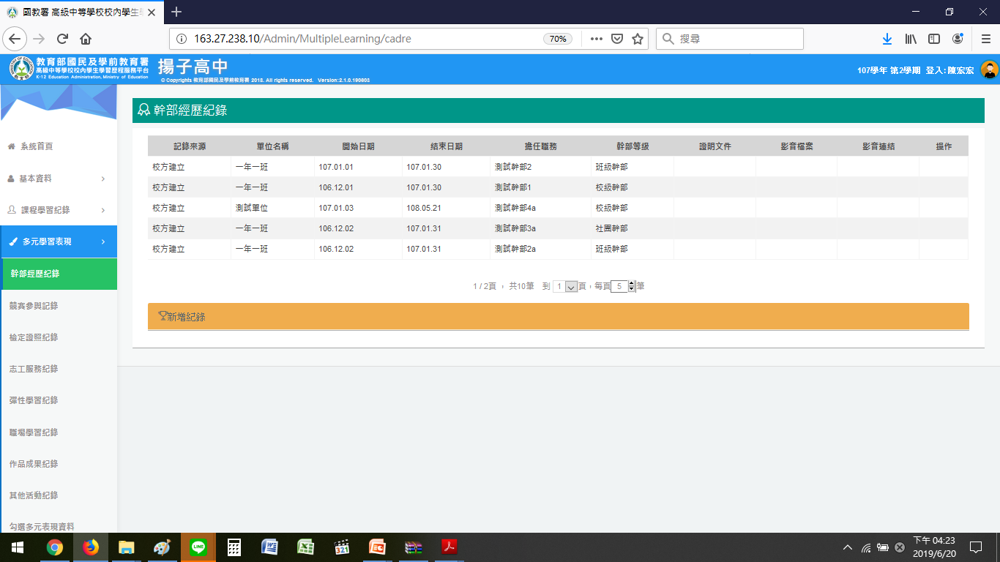 國教署 高級中等學校校內學生學
163.27.238.10/Admin/MultipleLearning/cadre
70%
搜尋
教育部國民及學前教育署
高級中等學校校內學生學習歷程服務平台
K-12 Education Administration, Ministry of Education
揚子高中
© Copyrights 教育部國民及學前教育署 2018. All rights reserved. Version:2.1.0.190603
107學年 第2學期 登入:陳宏宏
系統首頁
基本資料
課程學習紀錄
多元學習表現
幹部經歷紀錄
競賽參與記錄
檢定證照紀錄
志工服務紀錄
彈性學習紀錄
職場學習紀錄
作品成果紀錄
其他活動紀錄
勾選多元表現資料
幹部經歷紀錄
記錄來源 單位名稱 開始日期 結束日期 擔任職務 幹部等級 證明文件 影音檔案 影音連結 操作
校方建立 一年一班 107.01.01 107.01.30 測試幹部2 班級幹部
校方建立 一年一班 106.12.01 107.01.30 測試幹部1 校級幹部
校方建立 測試單位 107.01.03 108.05.21 測試幹部4a 校級幹部
校方建立 一年一班 106.12.02 107.01.31 測試幹部3a 社團幹部
校方建立 一年一班 106.12.02 107.01.31 測試幹部2a 班級幹部
1 / 2頁 , 共10筆 到 1 頁,每頁 5 筆
新增紀錄
下午 04:23
2019/6/20